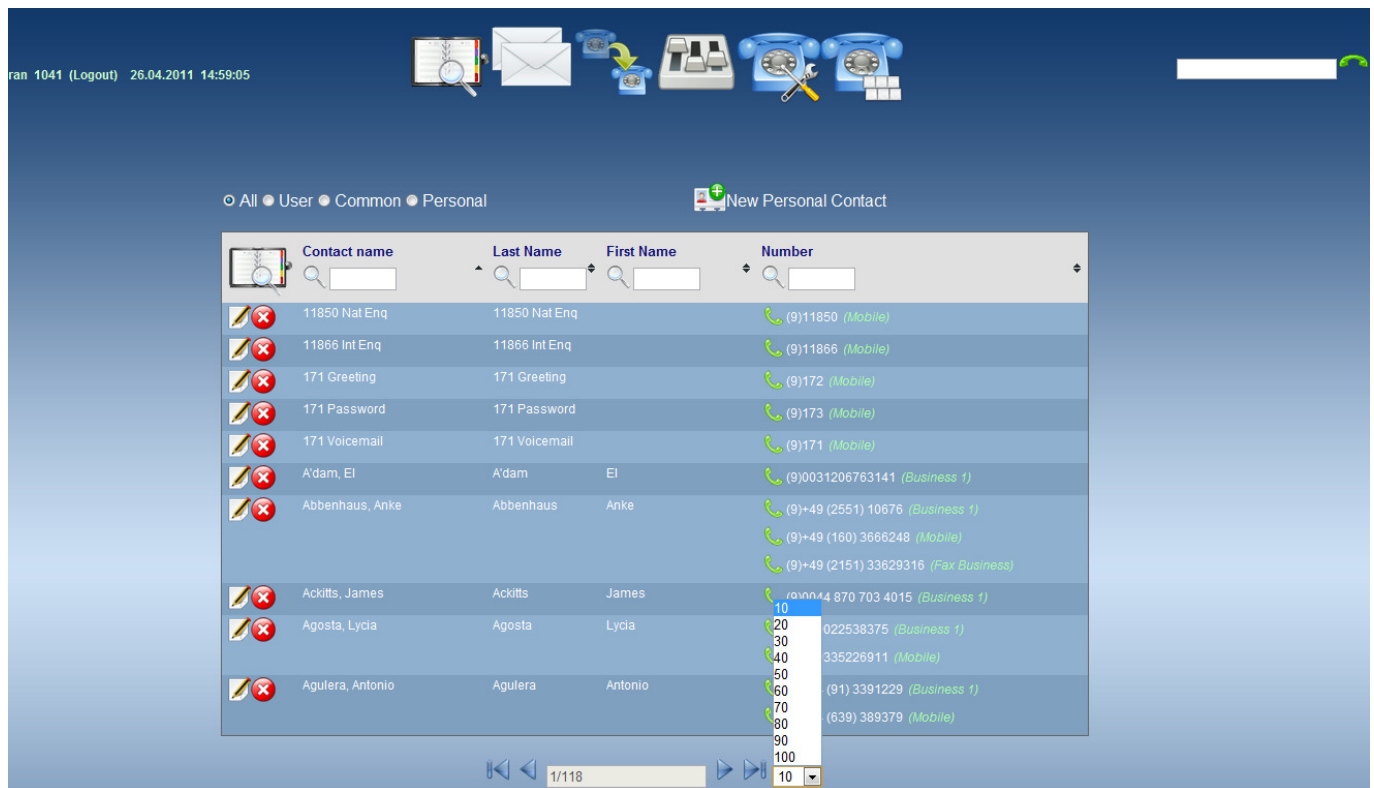 ran 1041 (Logout) 26.04.2011 14:59:05
All User Common Personal
New Personal Contact
Contact name Last Name First Name Number
11850 Nat Enq 11850 Nat Enq (9)11850 (Mobile)
11866 Int Enq 11866 Int Enq (9)11866 (Mobile)
171 Greeting 171 Greeting (9)172 (Mobile)
171 Password 171 Password (9)173 (Mobile)
171 Voicemail 171 Voicemail (9)171 (Mobile)
A'dam, El A'dam El (9)0031206763141 (Business 1)
Abbenhaus, Anke Abbenhaus Anke (9)+49 (2551) 10676 (Business 1)
(9)+49 (160) 3666248 (Mobile)
(9)+49 (2151) 33629316 (Fax Business)
Ackitts, James Ackitts James (9)0044 870 703 4015 (Business 1)
Agosta, Lycia Agosta Lycia 022538375 (Business 1)
335226911 (Mobile)
Agulera, Antonio Agulera Antonio (91) 3391229 (Business 1)
(639) 389379 (Mobile)
10
20
30
40
50
60
70
80
90
100
1/118 10